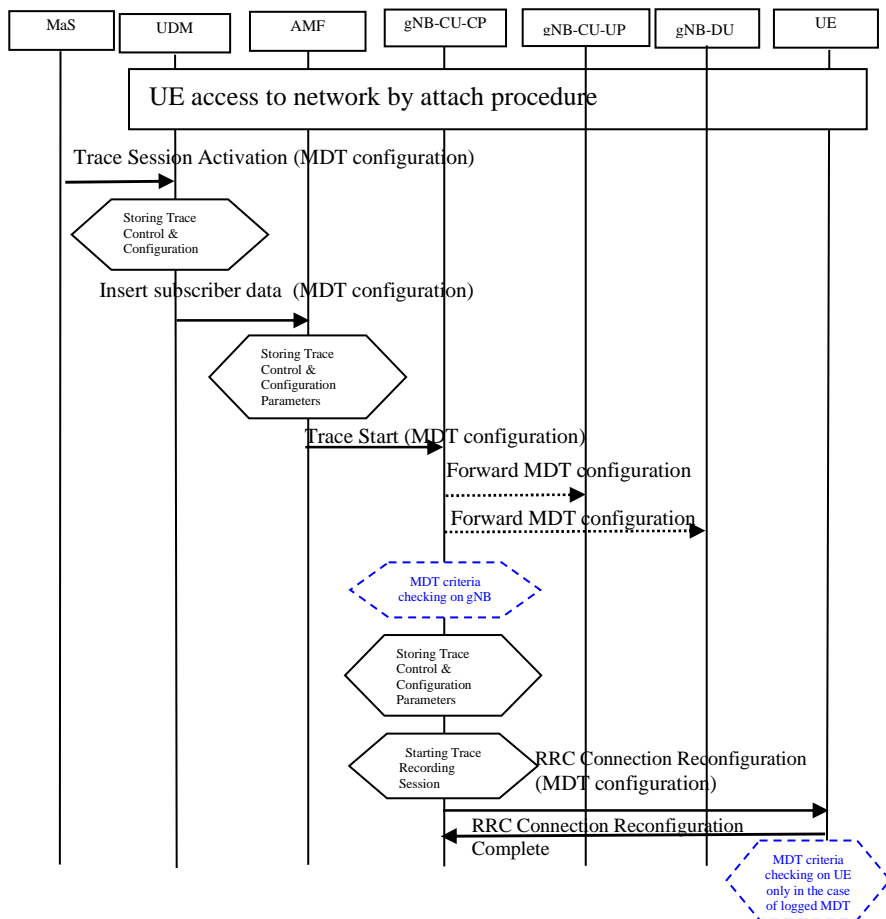 MaS
UDM
AMF
gNB-CU-CP
gNB-CU-UP
gNB-DU
UE
UE access to network by attach procedure
Trace Session Activation (MDT configuration)
Storing Trace
Control &
Configuration
Insert subscriber data (MDT configuration)
Storing Trace
Control &
Configuration
Parameters
Trace Start (MDT configuration)
Forward MDT configuration
Forward MDT configuration
MDT criteria
checking on gNB
Storing Trace
Control &
Configuration
Parameters
Starting Trace
Recording
Session
RRC Connection Reconfiguration
(MDT configuration)
RRC Connection Reconfiguration
Complete
MDT criteria
checking on UE
only in the case
of logged MDT